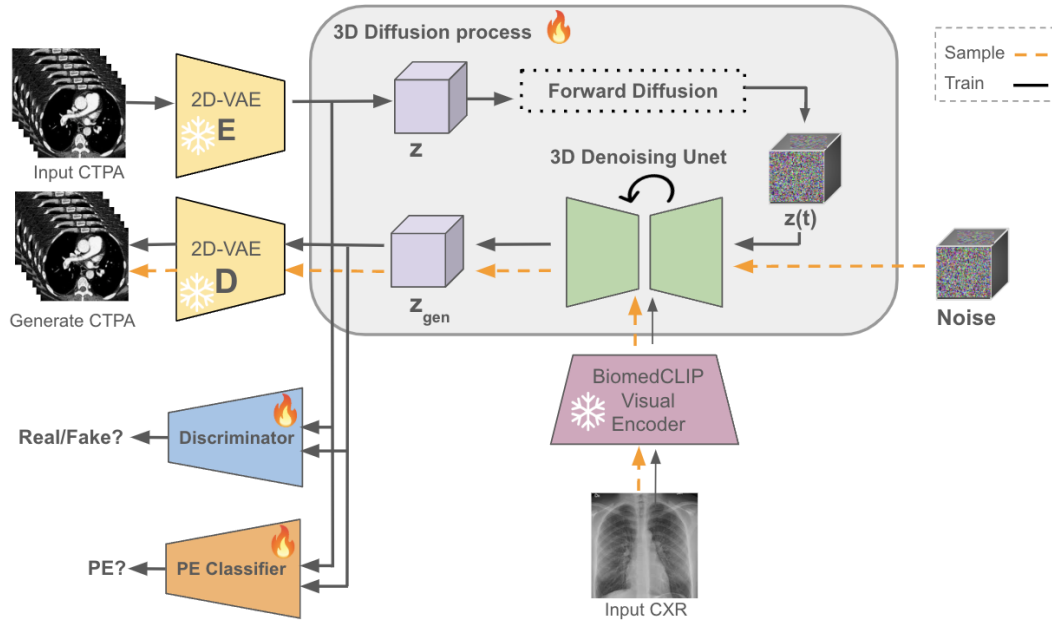 3D Diffusion process
Sample
Train
2D-VAE
E
Input CTPA
z
Forward Diffusion
3D Denoising Unet
z(t)
2D-VAE
D
Generate CTPA
z gen
Noise
BiomedCLIP
Visual
Encoder
Real/Fake?
Discriminator
PE?
PE Classifier
Input CXR